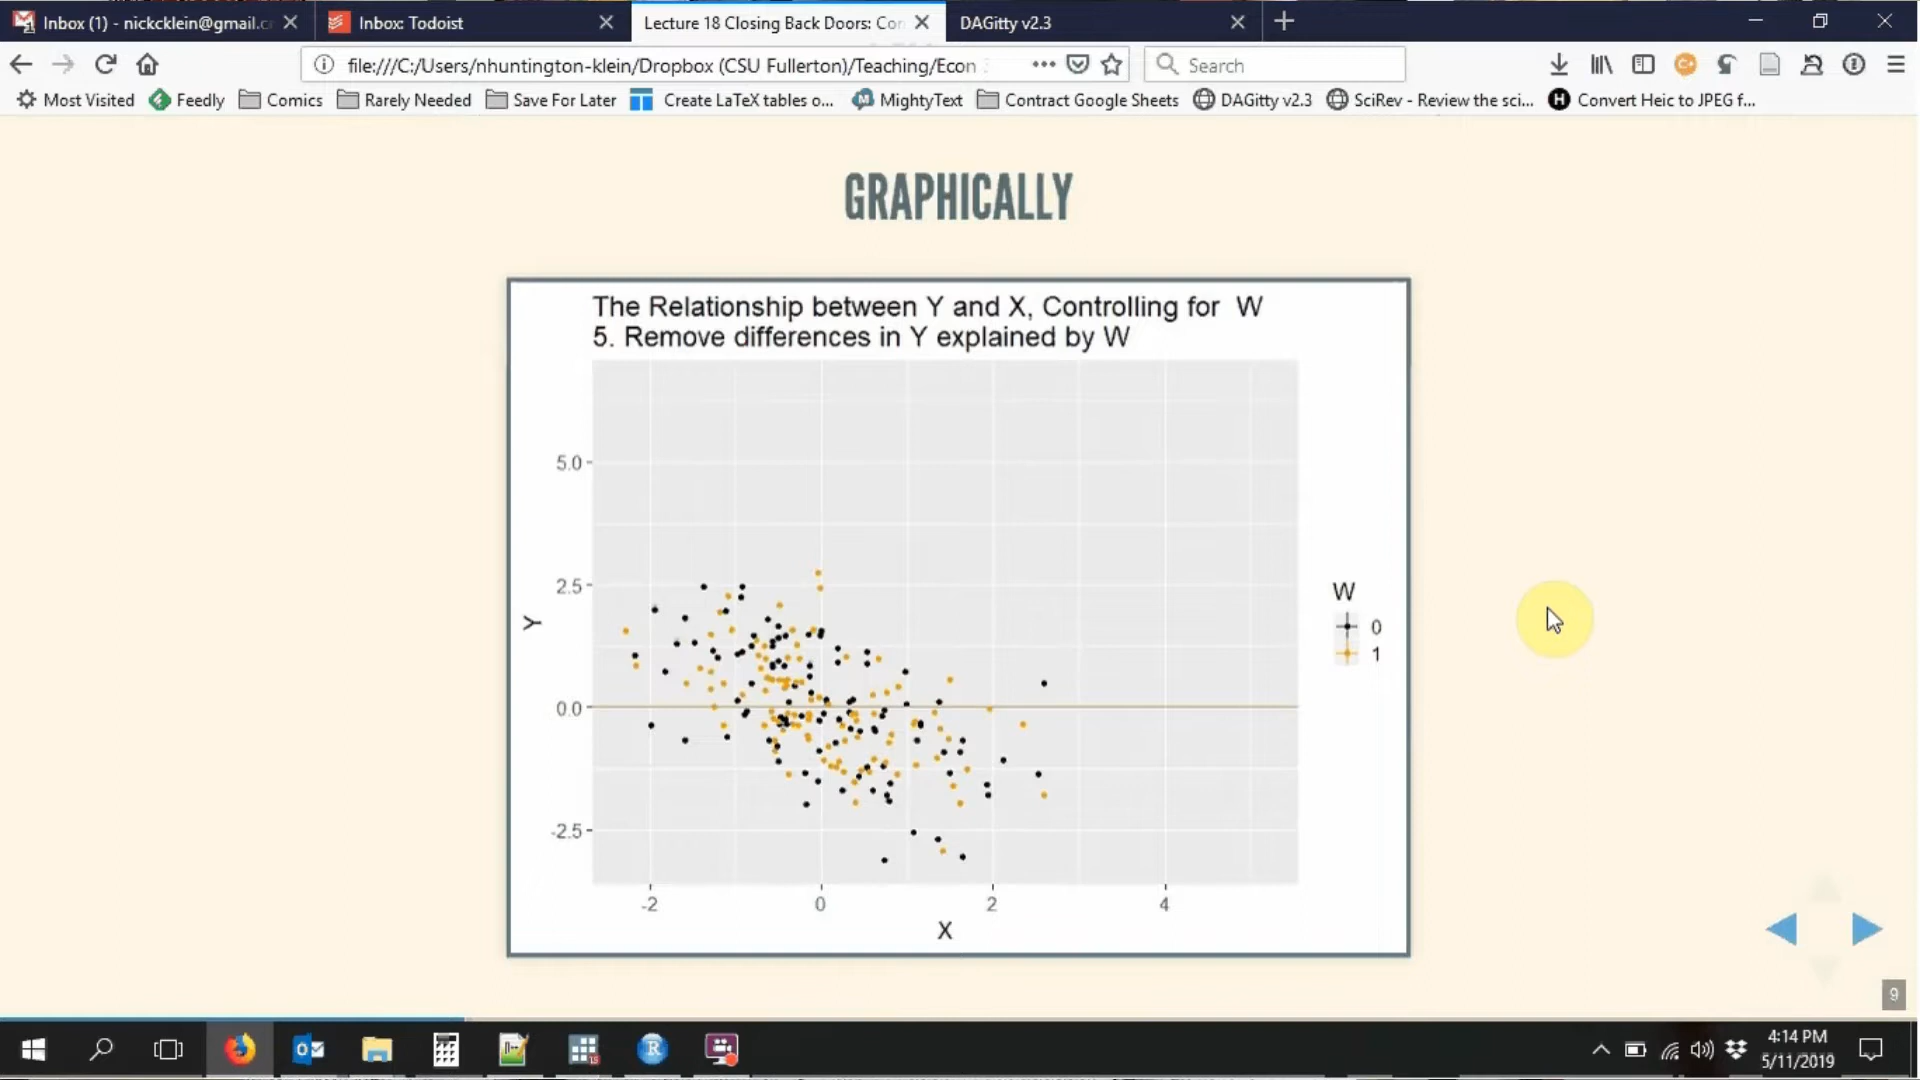 Inbox (1) - nickcklein@gmail.c
Inbox: Todoist
Lecture 18 Closing Back Doors: Con
DAGitty v2.3
file:///C:/Users/nhuntington-klein/Dropbox (CSU Fullerton)/Teaching/Econ
Search
Most Visited
Feedly
Comics
Rarely Needed
Save For Later
Create LaTeX tables o...
MightyText
Contract Google Sheets
DAGitty v2.3
SciRev - Review the sci...
Convert Heic to JPEG f...
GRAPHICALLY
The Relationship between Y and X, Controlling for W
5. Remove differences in Y explained by W
5.0
2.5
0.0
-2.5
Y
-2
0
2
4
X
W
0
1
9
4:14 PM
5/11/2019